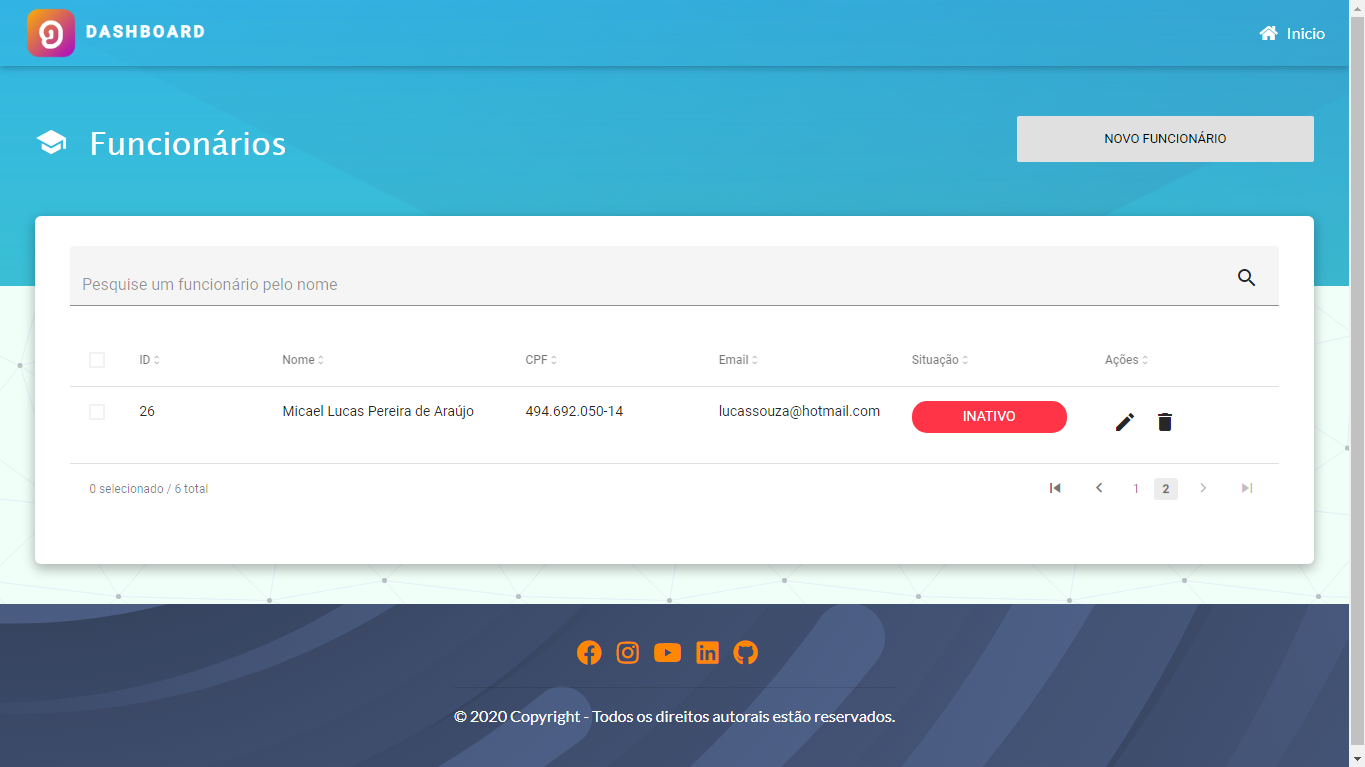 DASHBOARD
Inicio
Funcionários
NOVO FUNCIONÁRIO
Pesquise um funcionário pelo nome
ID Nome CPF Email Situação Ações
26 Micael Lucas Pereira de Araújo 494.692.050-14 lucassouza@hotmail.com INATIVO
0 selecionado / 6 total 1 2
© 2020 Copyright - Todos os direitos autorais estão reservados.